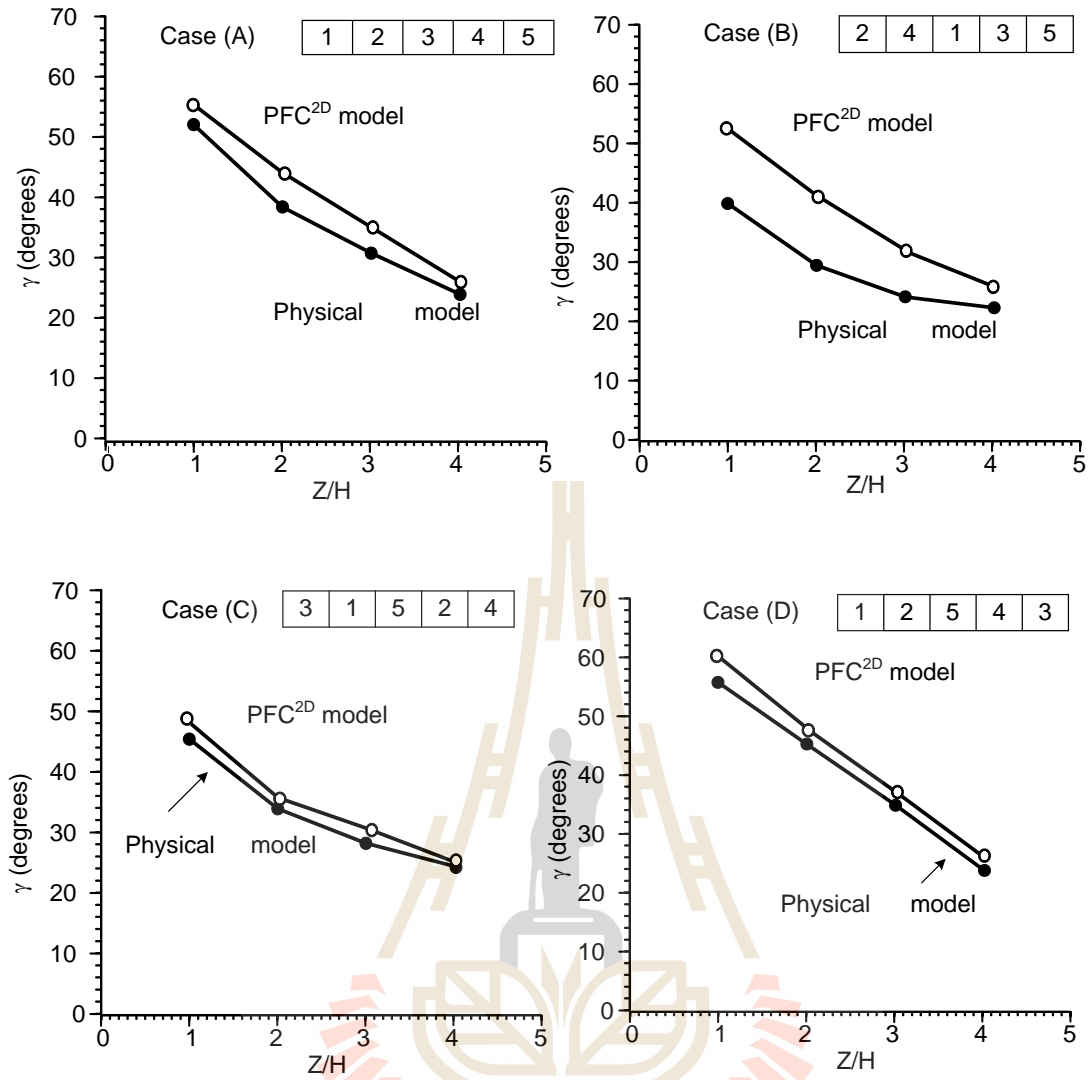 Case (A) 1 2 3 4 5
70
60
50
40
30
20
10
0
γ (degrees)
PFC2D model
Physical model
0 1 2 3 4 5
Z/H
Case (B) 2 4 1 3 5
70
60
50
40
30
20
10
0
γ (degrees)
PFC2D model
Physical model
0 1 2 3 4 5
Z/H
Case (C) 3 1 5 2 4
70
60
50
40
30
20
10
0
γ (degrees)
PFC2D model
Physical model
0 1 2 3 4 5
Z/H
Case (D) 1 2 5 4 3
70
60
50
40
30
20
10
0
γ (degrees)
PFC2D model
Physical model
0 1 2 3 4 5
Z/H